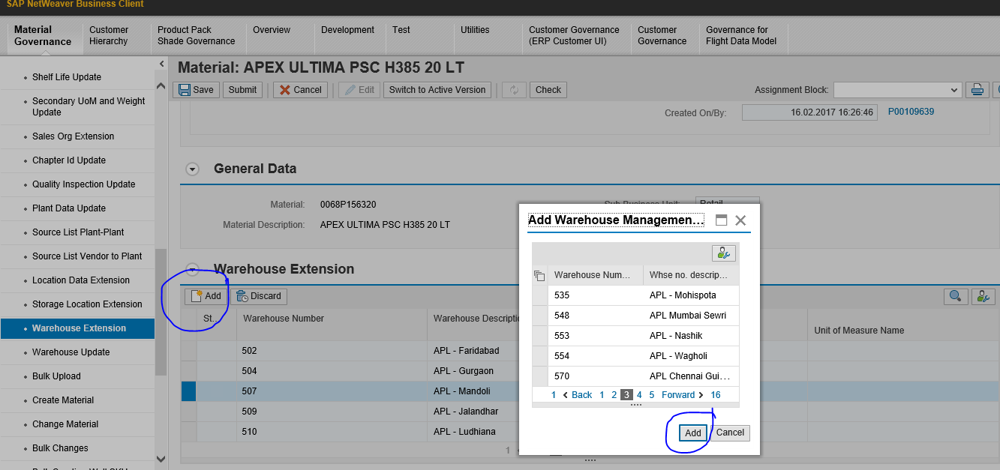 SAP NetWeaver Business Client
Material
Governance
Customer
Hierarchy
Product Pack
Shade Governance
Overview
Development
Test
Utilities
Customer Governance
(ERP Customer UI)
Customer
Governance
Governance for
Flight Data Model
Shelf Life Update
Secondary UoM and Weight
Update
Sales Org Extension
Chapter Id Update
Quality Inspection Update
Plant Data Update
Source List Plant-Plant
Source List Vendor to Plant
Location Data Extension
Storage Location Extension
Warehouse Extension
Warehouse Update
Bulk Upload
Create Material
Change Material
Bulk Changes
Material: APEX ULTIMA PSC H385 20 LT
Save Submit Cancel Edit Switch to Active Version Check Assignment Block:
Created On/By: 16.02.2017 16:26:46 P00109639
General Data
Material: 0068P156320
Sub Business Unit: Retail
Material Description: APEX ULTIMA PSC H385 20 LT
Warehouse Extension
Add Discard
St... Warehouse Number Warehouse Descriptio Unit of Measure Name
502 APL - Faridabad
504 APL - Gurgaon
507 APL - Mandoli
509 APL - Jalandhar
510 APL - Ludhiana
1
Add Warehouse Managemen...
Warehouse Num... Whse no. descrip...
535 APL - Mohispota
548 APL Mumbai Sewri
553 APL - Nashik
554 APL - Wagholi
570 APL Chennai Gui...
1 Back 1 2 3 4 5 Forward 16
Add Cancel